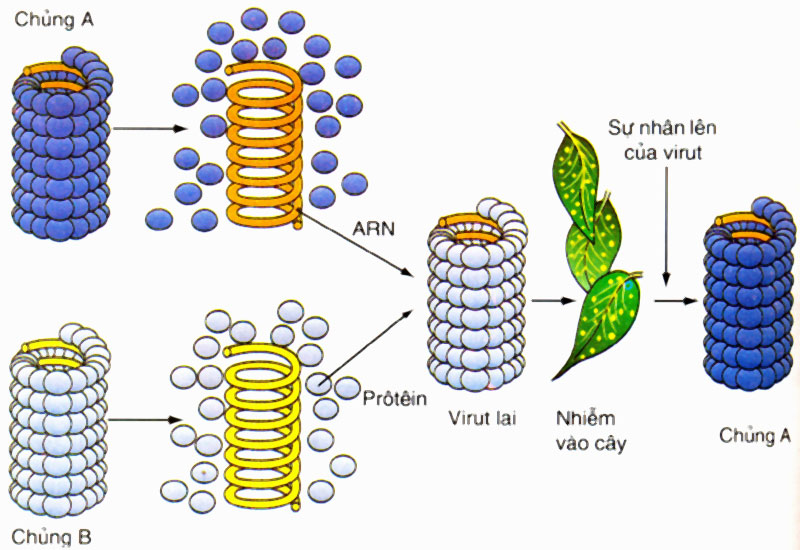 Chủng A
ARN
Sự nhân lên
của virut
Prôtêin
Virut lai
Nhiễm
vào cây
Chủng A
Chủng B